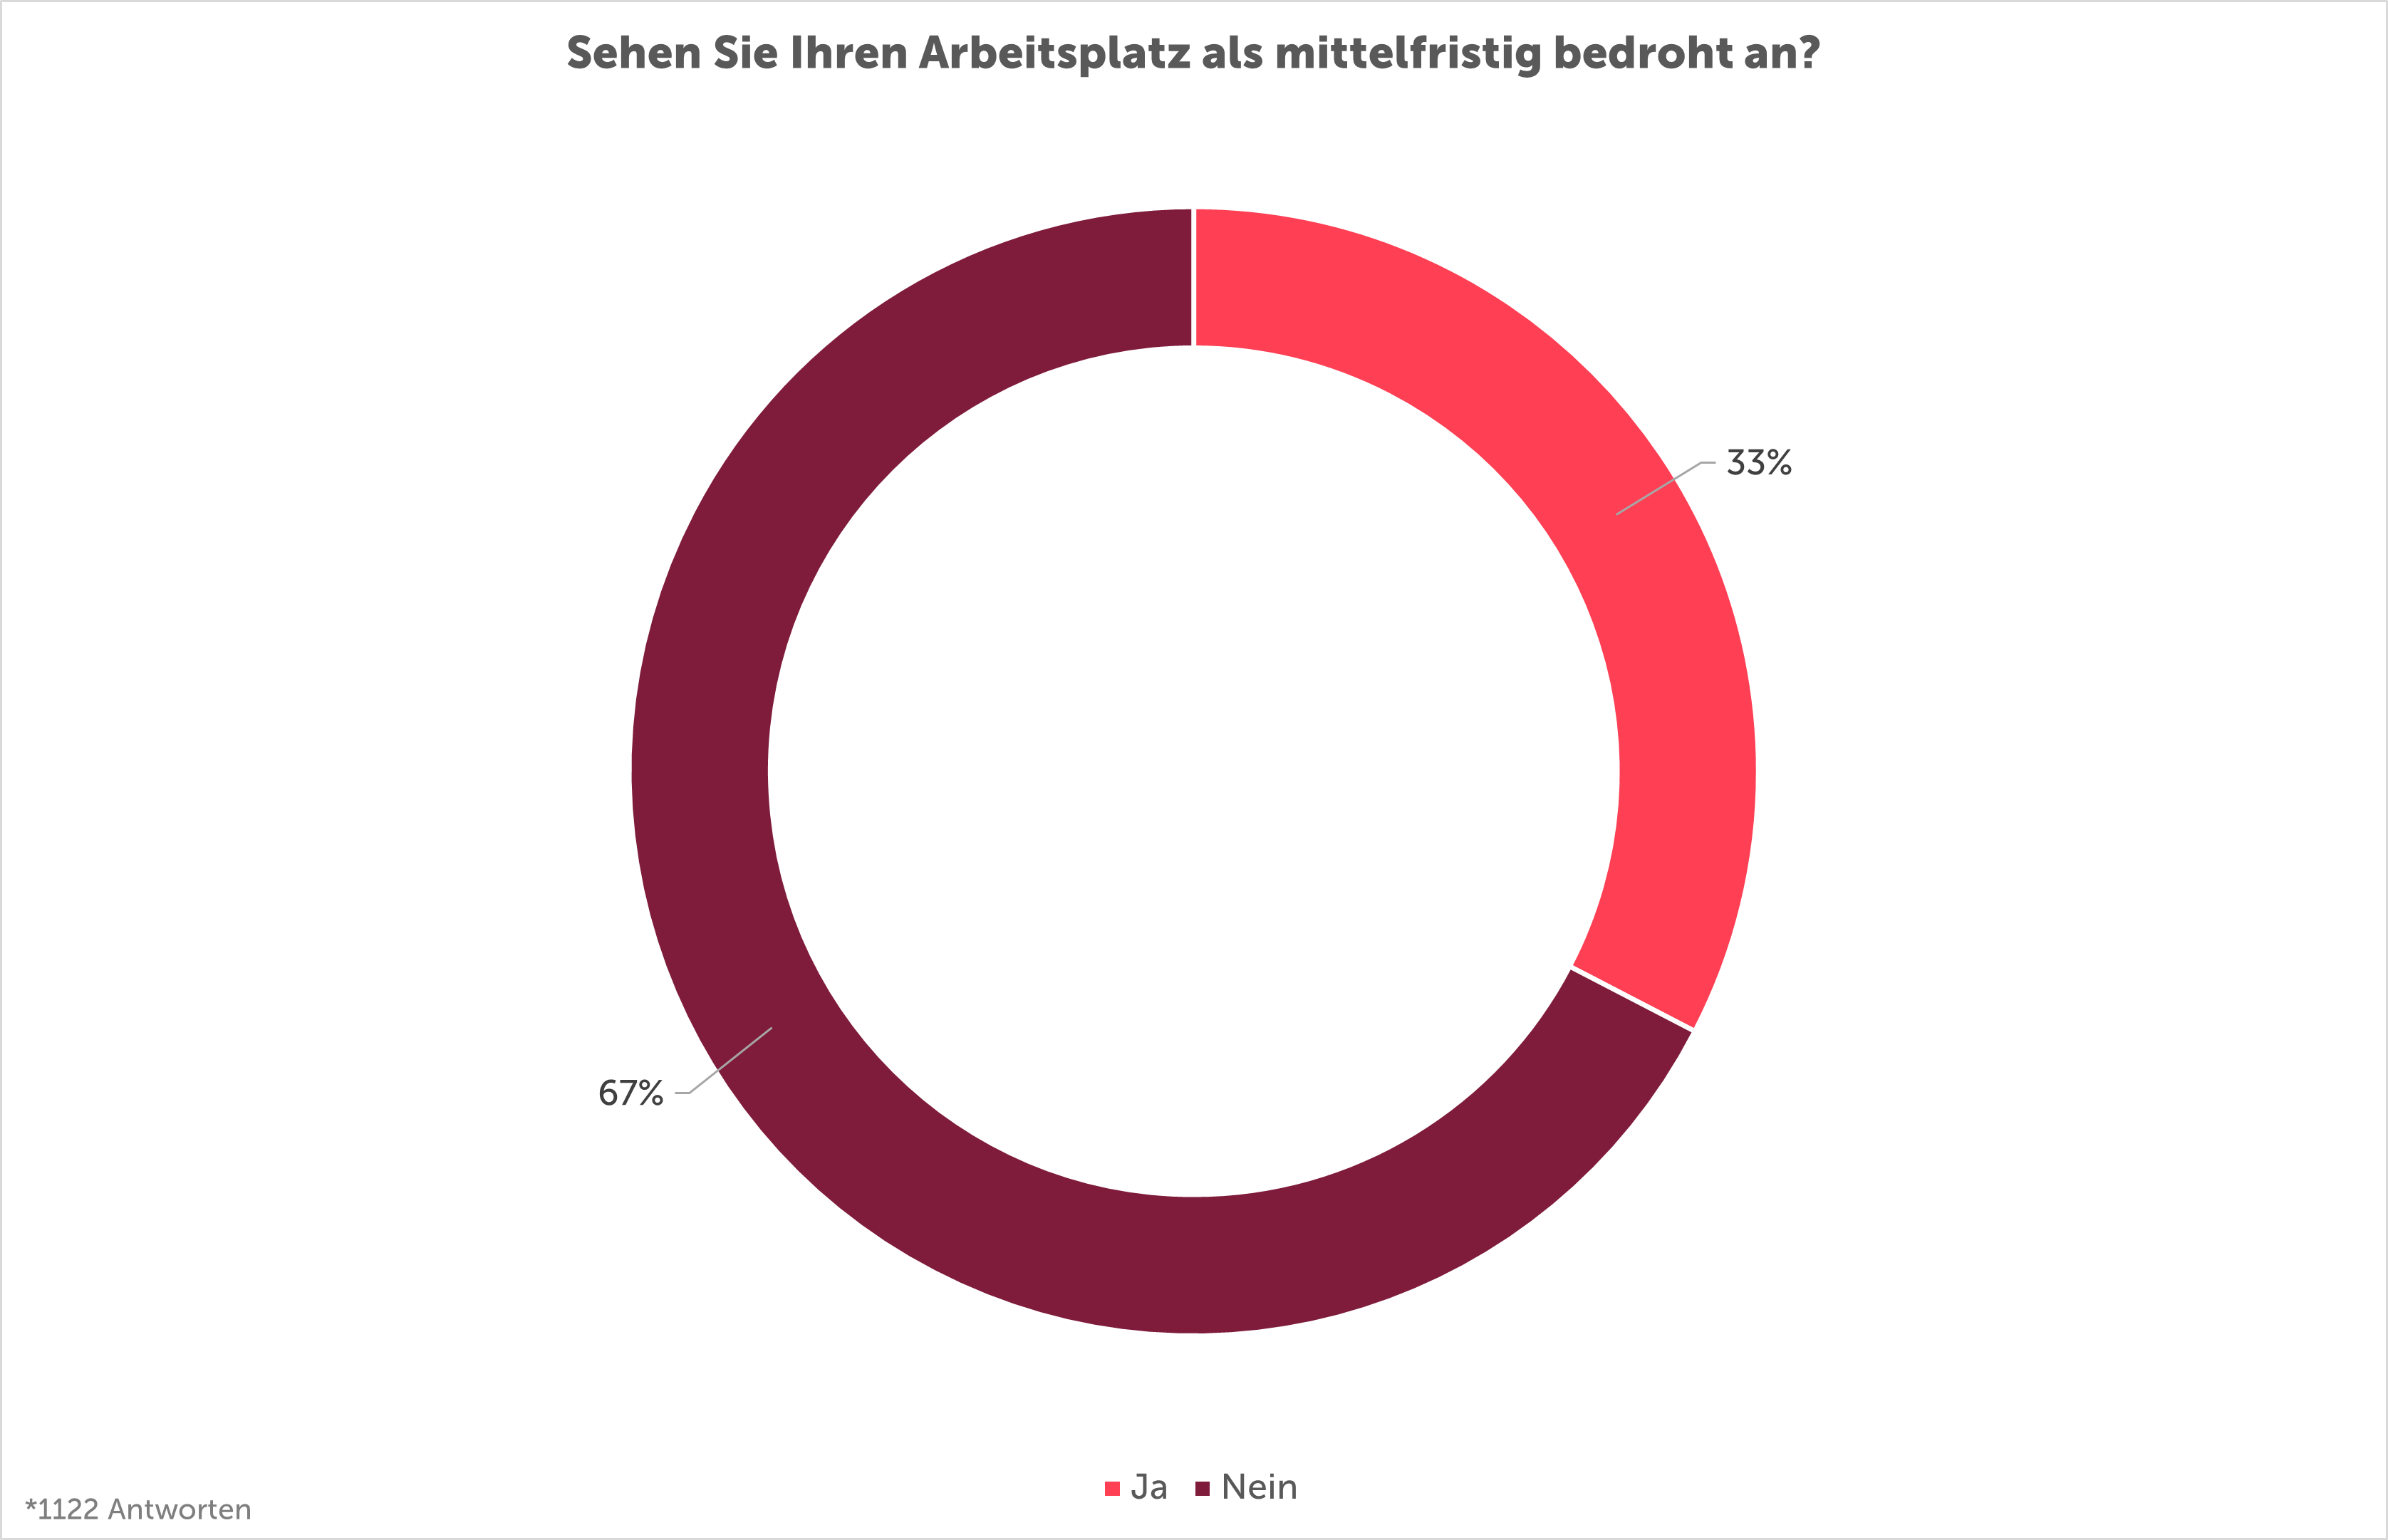 Sehen Sie Ihren Arbeitsplatz als mittelfristig bedroht an?
33%
67%
Ja Nein
*1122 Antworten